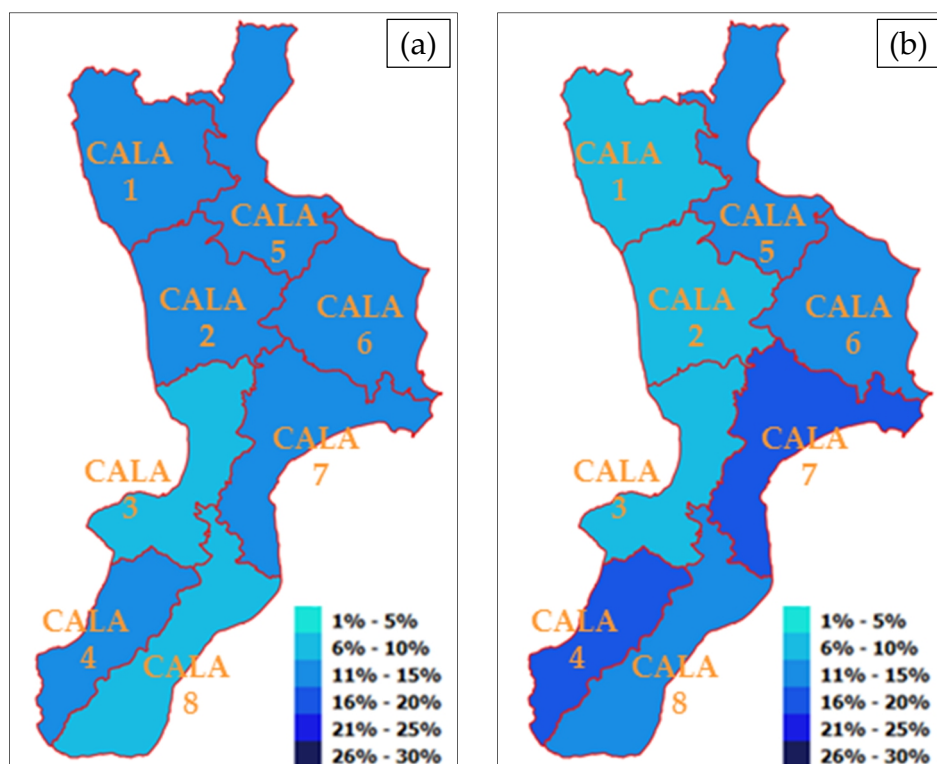 (a)
CALA
1
CALA
5
CALA
2
CALA
6
CALA
7
CALA
3
CALA
4
CALA
8
1% - 5%
6% - 10%
11% - 15%
16% - 20%
21% - 25%
26% - 30%
(b)
CALA
1
CALA
5
CALA
2
CALA
6
CALA
7
CALA
3
CALA
4
CALA
8
1% - 5%
6% - 10%
11% - 15%
16% - 20%
21% - 25%
26% - 30%